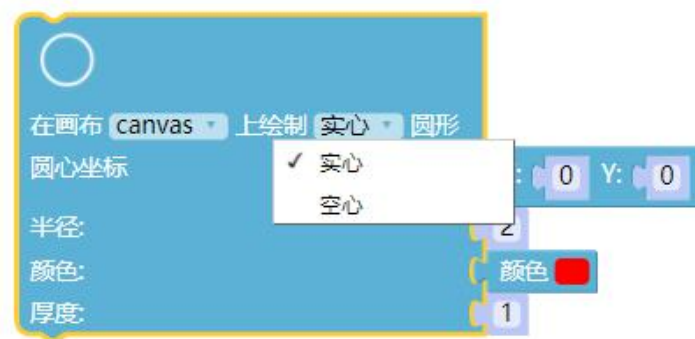 在画布 canvas 上绘制 实心 圆形
圆心坐标
✓ 实心
空心
: 0 Y: 0
半径: 2
颜色: 颜色
厚度: 1